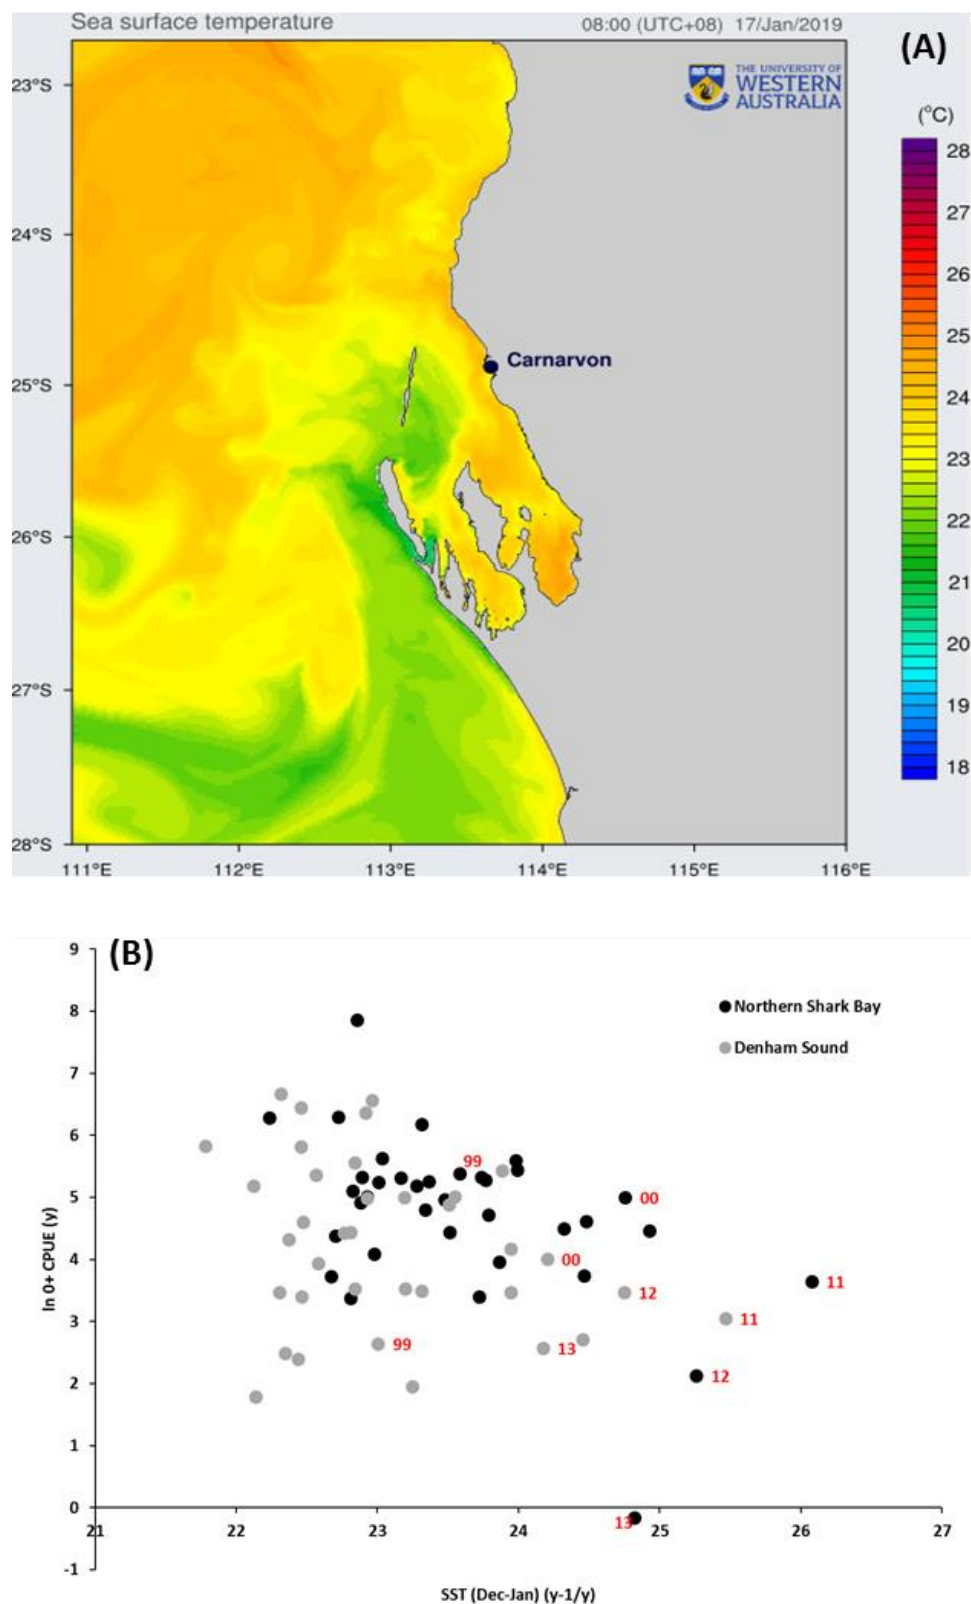 Sea surface temperature
08:00 (UTC+08) 17/Jan/2019
(A)
THE UNIVERSITY OF
WESTERN
AUSTRALIA
(°C)
28
27
26
25
24
23
22
21
20
19
18
23°S
24°S
25°S
26°S
27°S
28°S
Carnarvon
111°E 112°E 113°E 114°E 115°E 116°E
(B)
Northern Shark Bay
Denham Sound
9
8
7
6
5
4
3
2
1
0
-1
ln 0+ CPUE (y)
99
00
00
12
11
11
99
13
12
13
21 22 23 24 25 26 27
SST (Dec-Jan) (y-1/y)